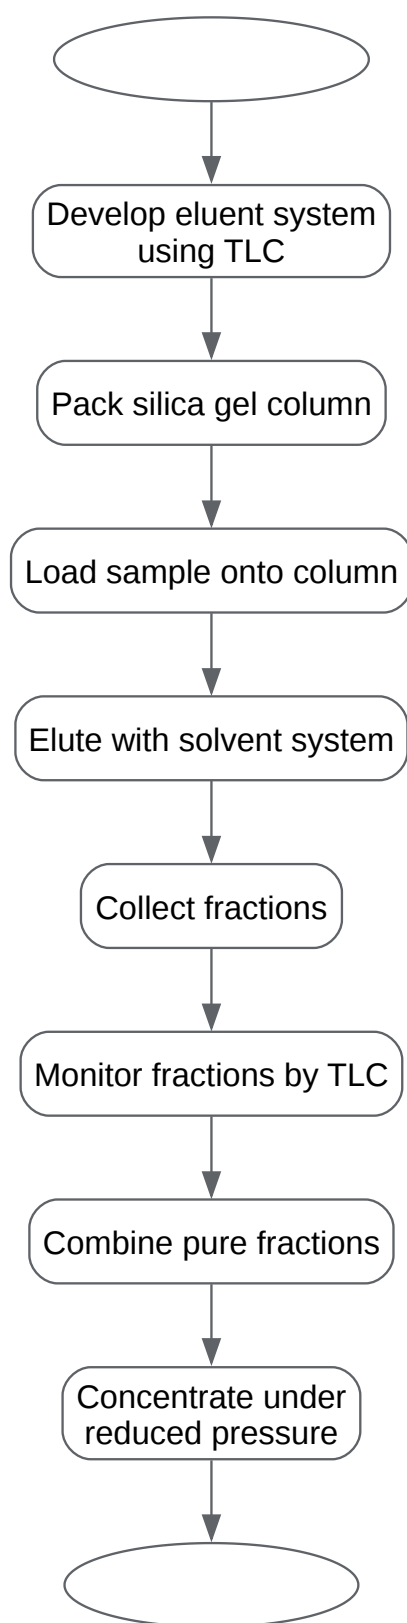 Develop eluent system
using TLC
Pack silica gel column
Load sample onto column
Elute with solvent system
Collect fractions
Monitor fractions by TLC
Combine pure fractions
Concentrate under
reduced pressure